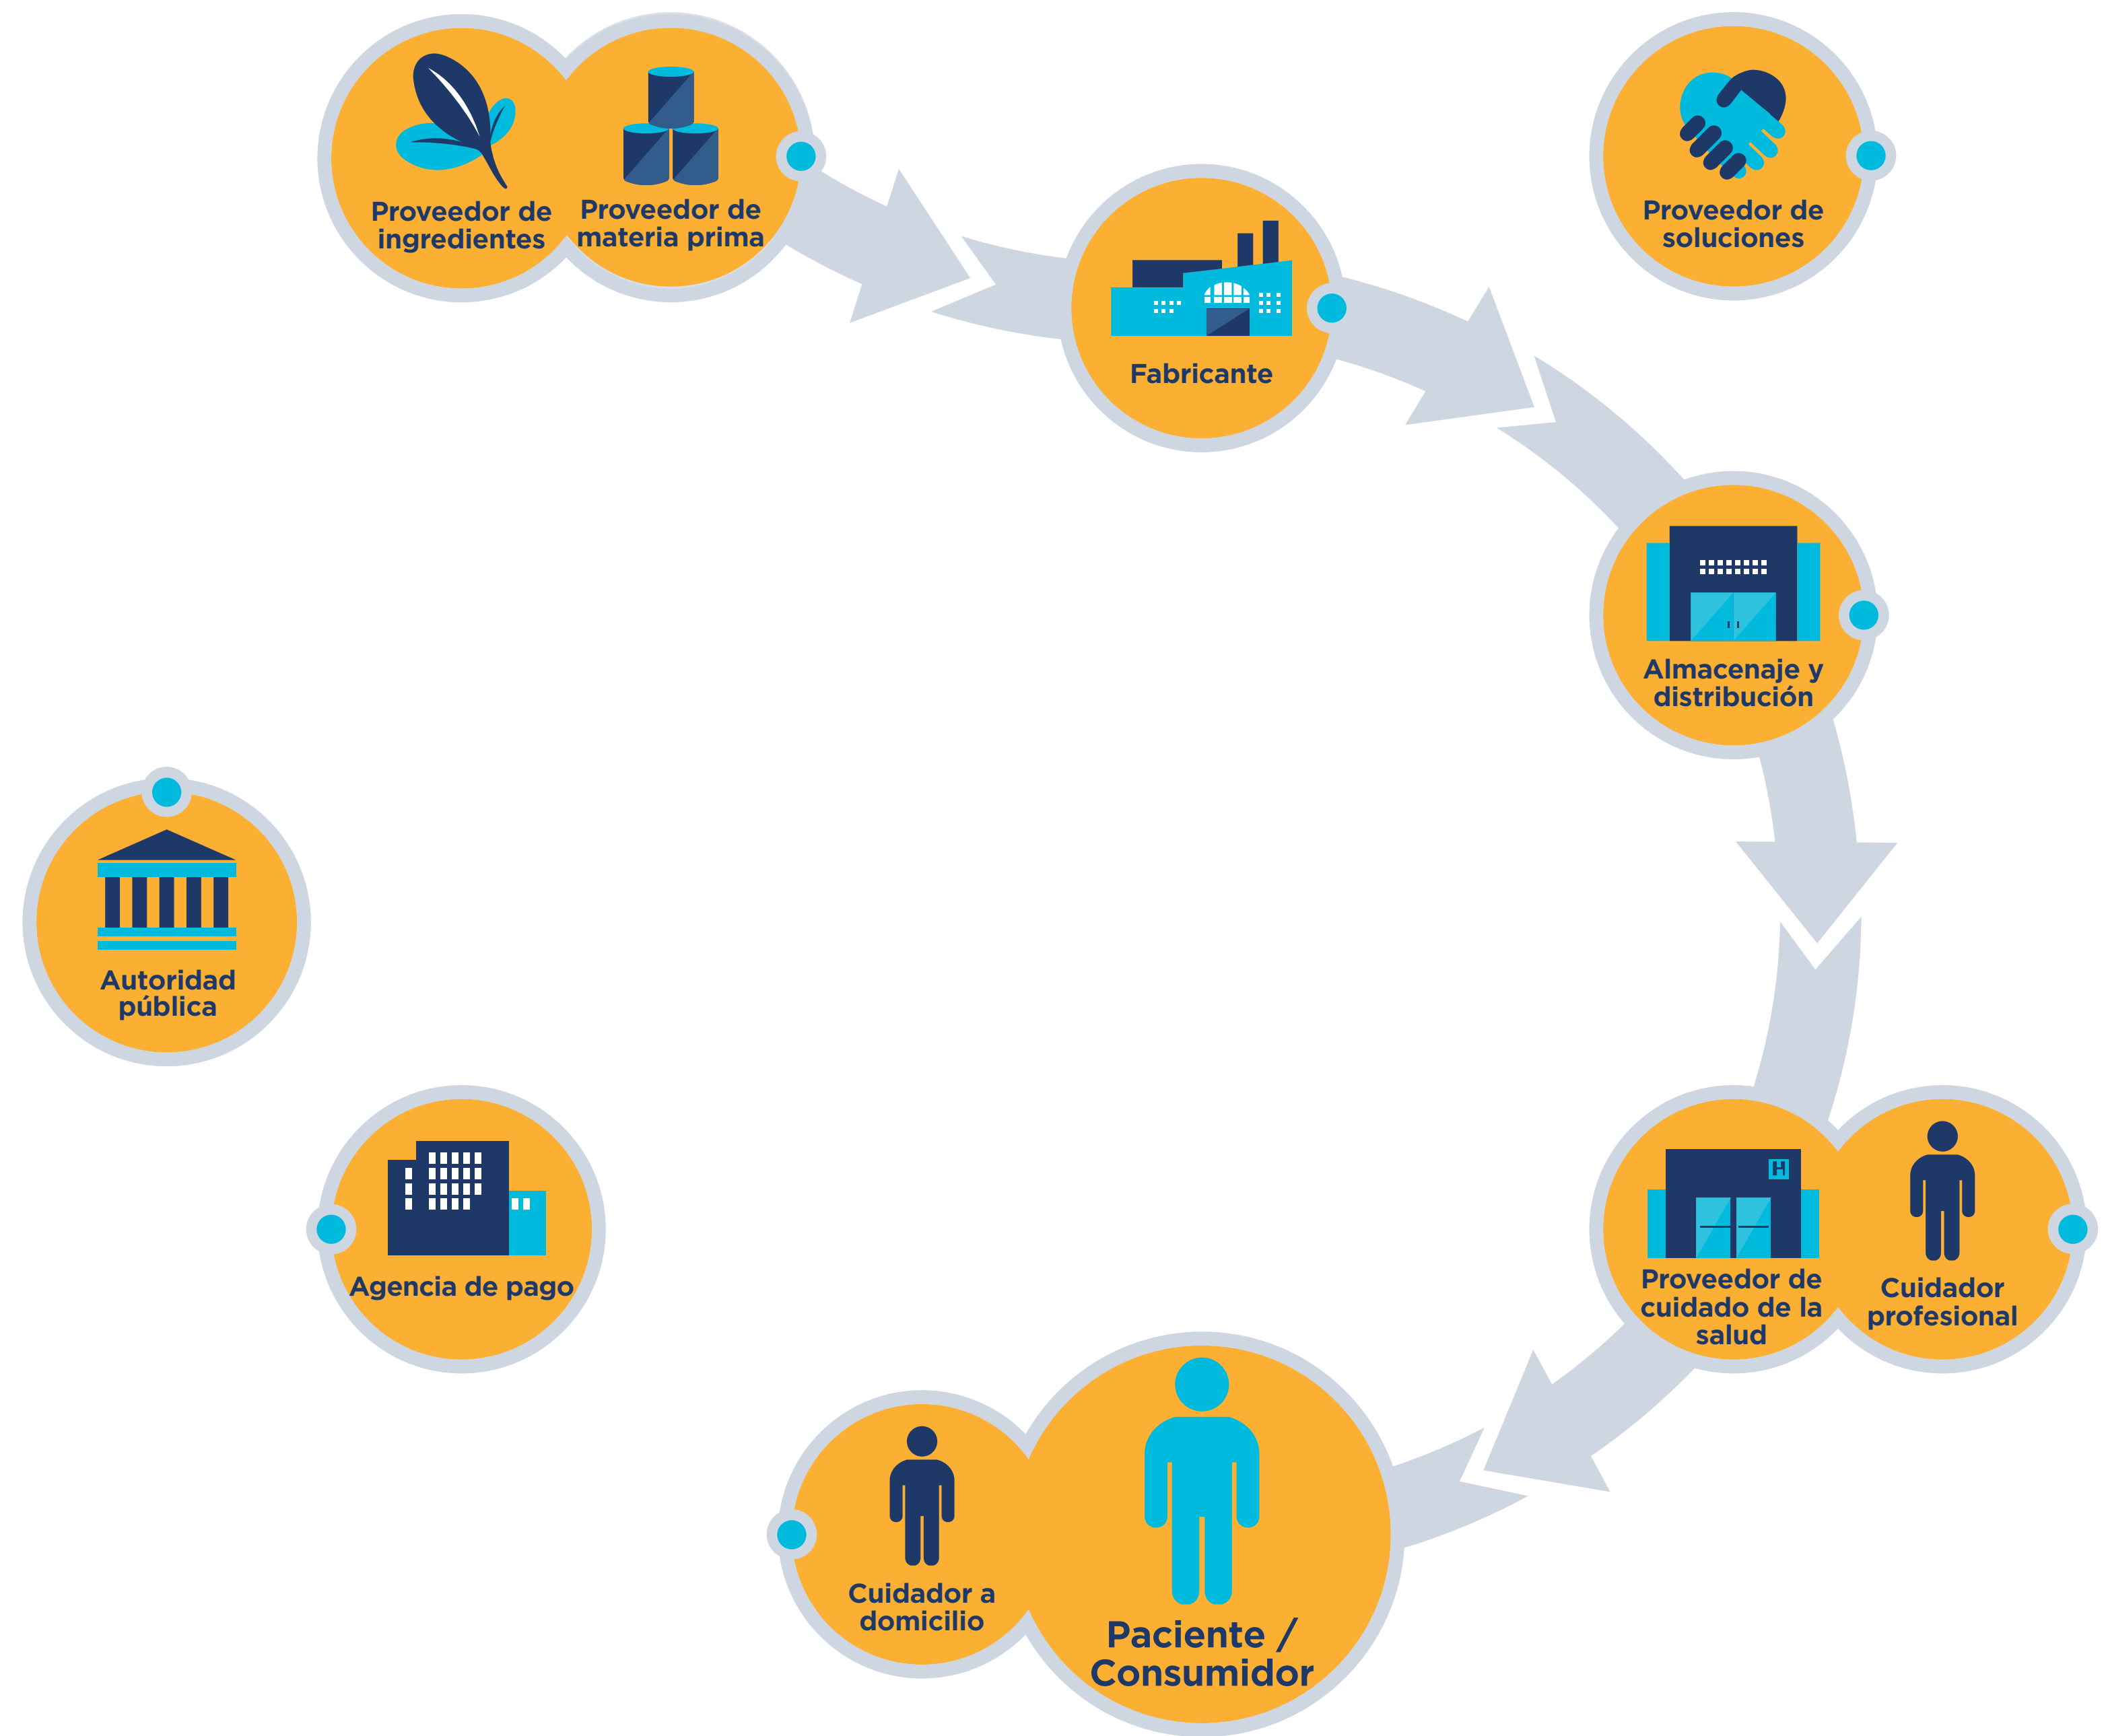 Proveedor de
ingredientes
Proveedor de
materia prima
Proveedor de
soluciones
Fabricante
Almacenaje y
distribución
Autoridad
pública
Agencia de pago
H
Proveedor de
cuidado de la
salud
Cuidador
profesional
Cuidador a
domicilio
Paciente /
Consumidor